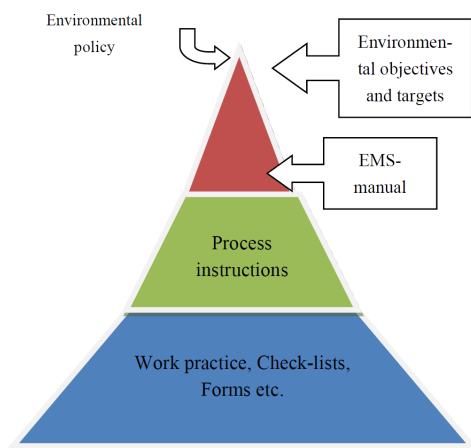 Environmental
policy
Environmen-
tal objectives
and targets
EMS-
manual
Process
instructions
Work practice, Check-lists,
Forms etc.